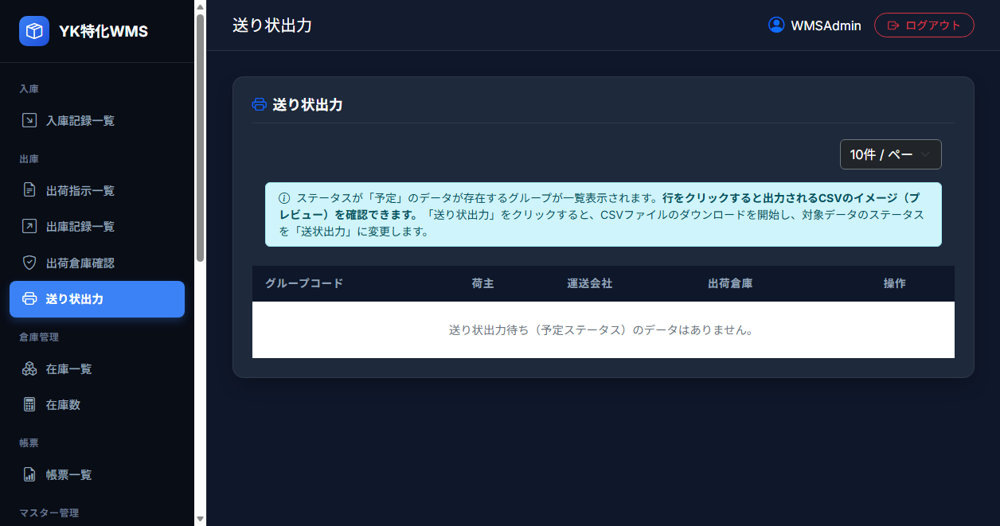 YK特化WMS
入庫
入庫記録一覧
出庫
出荷指示一覧
出庫記録一覧
出荷倉庫確認
送り状出力
倉庫管理
在庫一覧
在庫数
帳票
帳票一覧
マスター管理
送り状出力
WMSAdmin
ログアウト
送り状出力
10件 / ペー
ステータスが「予定」のデータが存在するグループが一覧表示されます。行をクリックすると出力されるCSVのイメージ（プ
レビュー）を確認できます。「送り状出力」をクリックすると、CSVファイルのダウンロードを開始し、対象データのステータス
を「送状出力」に変更します。
グループコード 荷主 運送会社 出荷倉庫 操作
送り状出力待ち（予定ステータス）のデータはありません。